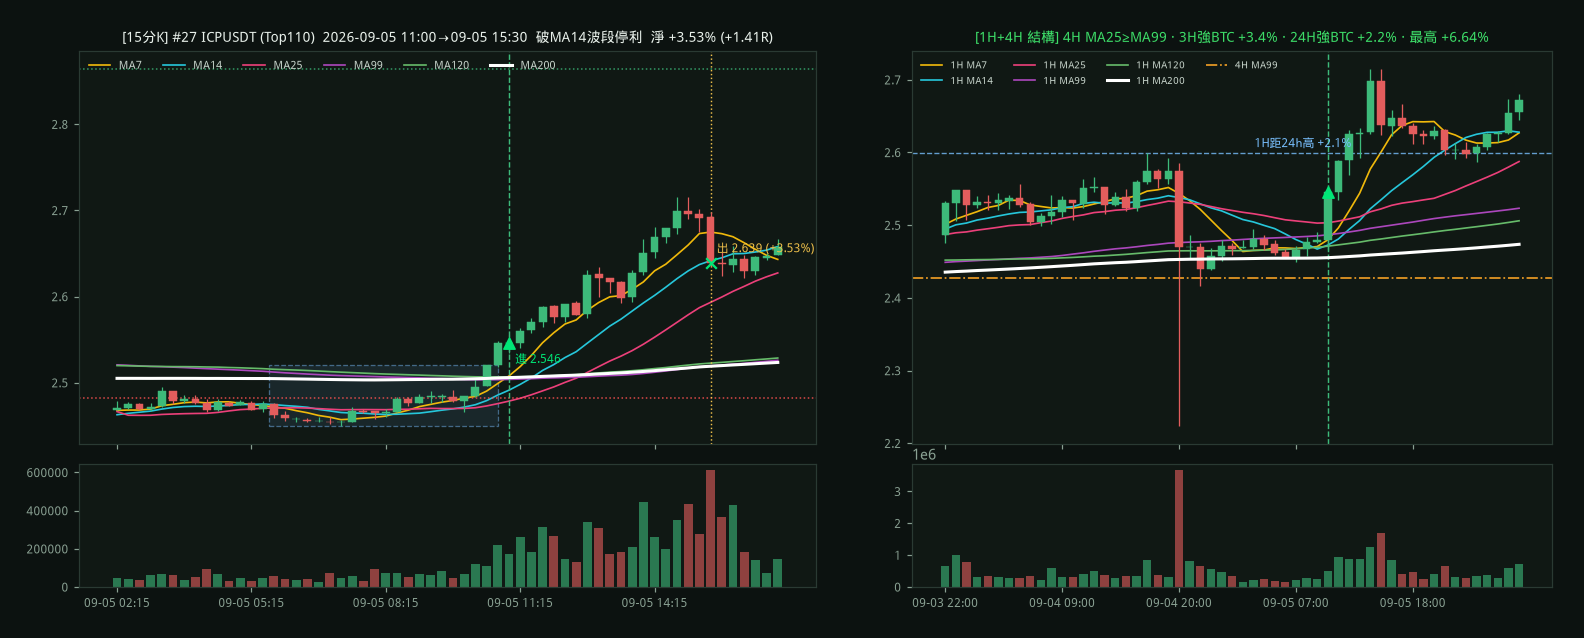 [15分K] #27 ICPUSDT (Top110)  2026-09-05 11:00→09-05 15:30  破MA14波段停利  淨 +3.53% (+1.41R)
MA7 MA14 MA25 MA99 MA120 MA200
2.8
2.7
2.6
2.5
進 2.546
出 2.639 (+3.53%)
600000
400000
200000
0
09-05 02:15 09-05 05:15 09-05 08:15 09-05 11:15 09-05 14:15
[1H+4H 結構] 4H MA25≥MA99 · 3H強BTC +3.4% · 24H強BTC +2.2% · 最高 +6.64%
1H MA7 1H MA25 1H MA120 4H MA99
1H MA14 1H MA99 1H MA200
2.7
2.6
2.5
2.4
2.3
2.2
1H距24h高 +2.1%
1e6
3
2
1
0
09-03 22:00 09-04 09:00 09-04 20:00 09-05 07:00 09-05 18:00